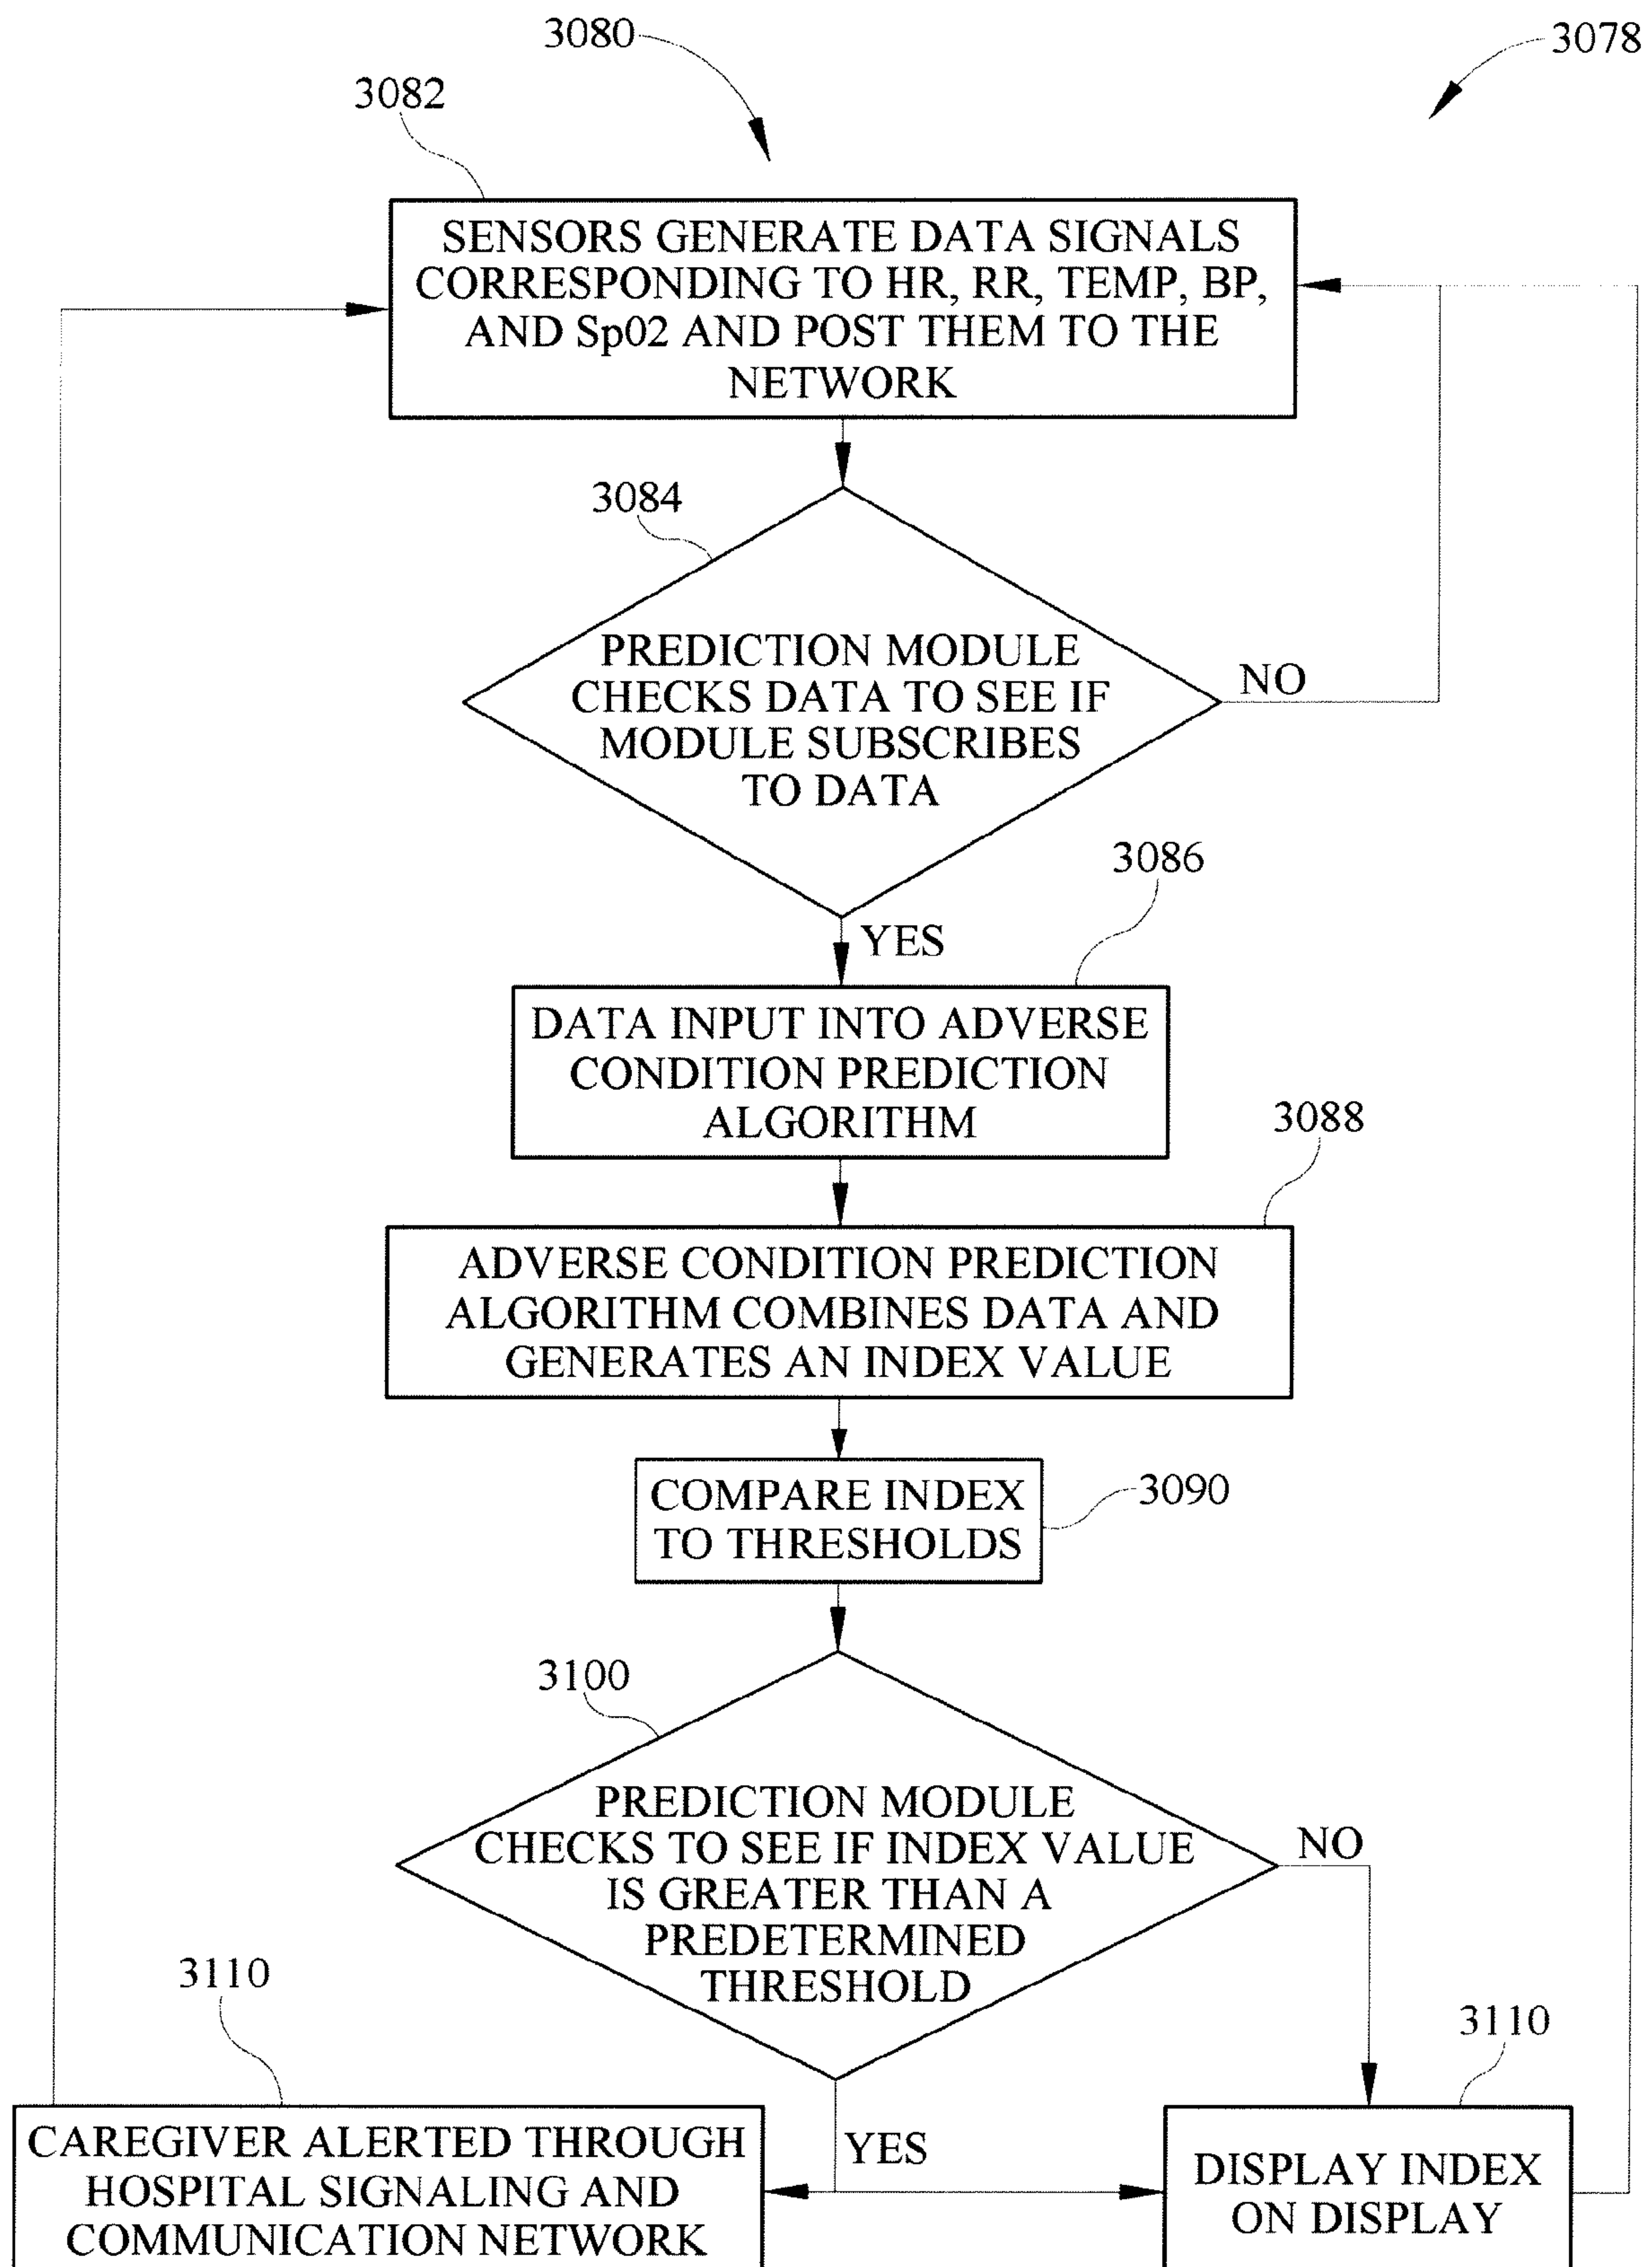 3080
3078
3082
SENSORS GENERATE DATA SIGNALS
CORRESPONDING TO HR, RR, TEMP, BP,
AND Sp02 AND POST THEM TO THE
NETWORK
3084
PREDICTION MODULE
CHECKS DATA TO SEE IF
MODULE SUBSCRIBES
TO DATA
NO
3086
YES
DATA INPUT INTO ADVERSE
CONDITION PREDICTION
ALGORITHM
3088
ADVERSE CONDITION PREDICTION
ALGORITHM COMBINES DATA AND
GENERATES AN INDEX VALUE
COMPARE INDEX
TO THRESHOLDS
3090
3100
PREDICTION MODULE
CHECKS TO SEE IF INDEX VALUE
IS GREATER THAN A
PREDETERMINED
THRESHOLD
NO
3110
3110
CAREGIVER ALERTED THROUGH
HOSPITAL SIGNALING AND
COMMUNICATION NETWORK
YES
DISPLAY INDEX
ON DISPLAY